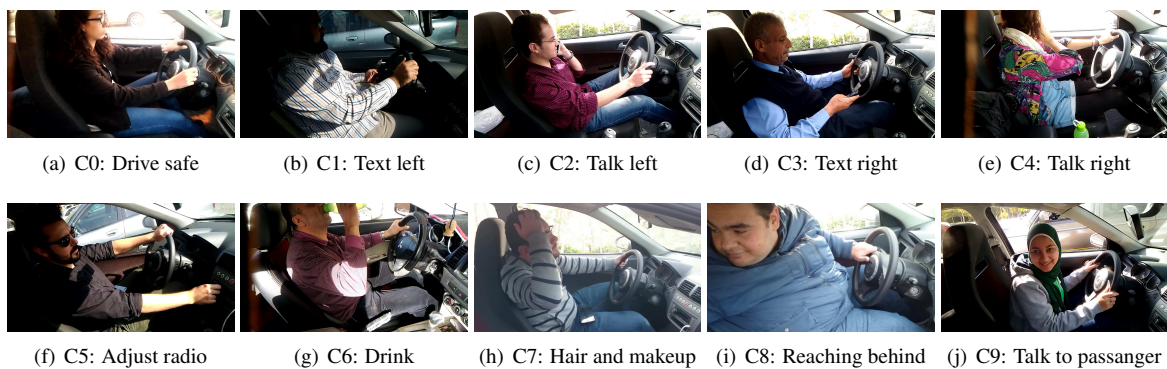 (a) C0: Drive safe
(b) C1: Text left
(c) C2: Talk left
(d) C3: Text right
(e) C4: Talk right
(f) C5: Adjust radio
(g) C6: Drink
(h) C7: Hair and makeup
(i) C8: Reaching behind
(j) C9: Talk to passanger